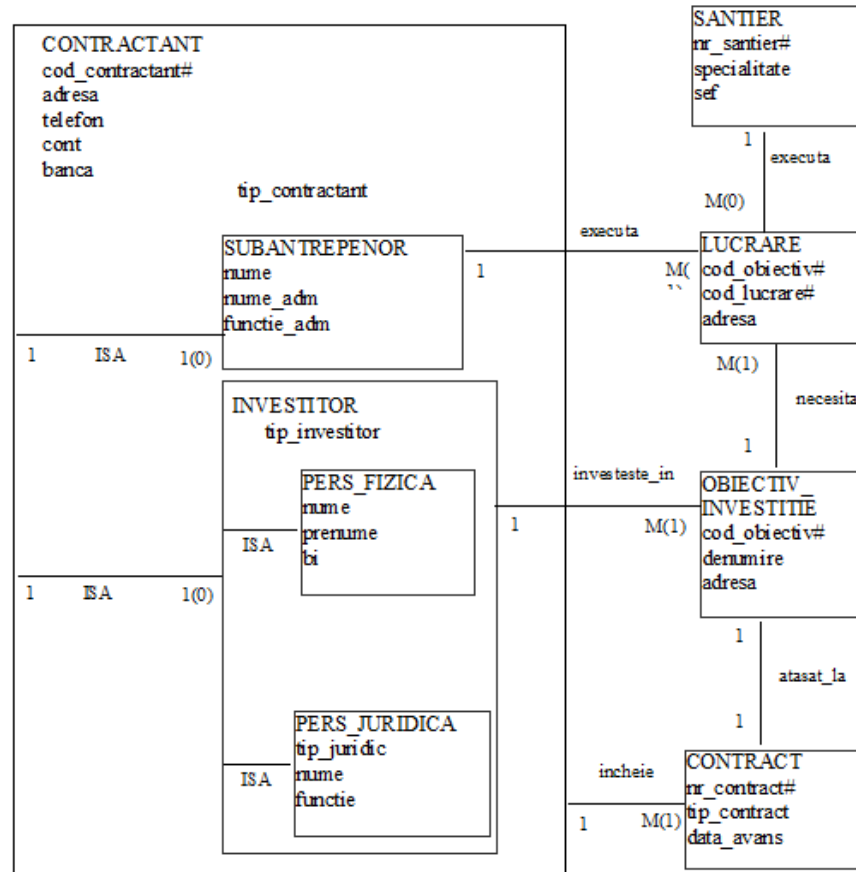 CONTRACTANT
cod_contractant#
adresa
telefon
cont
banca
tip_contractant
SUBANTREPENOR
nume
nume_adm
functie_adm
1 ISA 1(0)
INVESTITOR
tip_investitor
PERS_FIZICA
nume
prenume
bi
ISA
1 ISA 1(0)
PERS_JURIDICA
tip_juridic
nume
functie
ISA
SANTIER
nr_santier#
specialitate
sef
1
executa
M(0)
executa
1
M(
LUCRARE
cod_obiectiv#
cod_lucrare#
adresa
M(1)
necesita
1
investeste_in
1
M(1)
OBIECTIV_
INVESTITIE
cod_obiectiv#
denumire
adresa
1
atasat_la
1
incheie
1 M(1)
CONTRACT
nr_contract#
tip_contract
data_avans